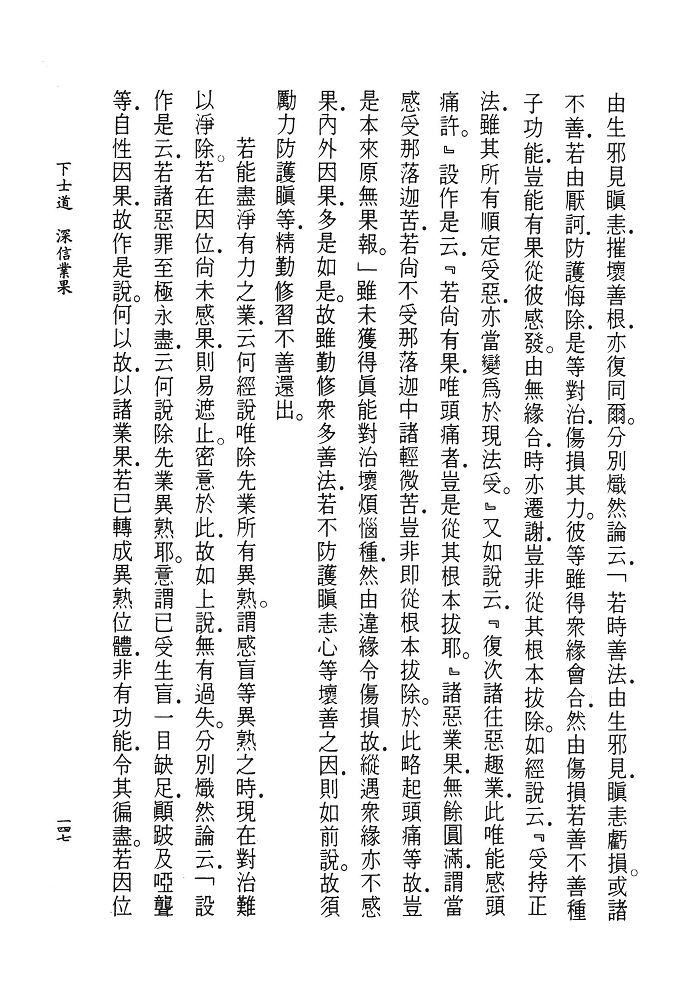 由生邪見瞋恚．摧壞善根．亦復同爾。分別熾然論云．「若時善法．由生邪見．瞋恚虧損。或諸
不善．若由厭訶．防護悔除．是等對治．傷損其力。彼等雖得眾緣會合．然由傷損若善不善種
子功能．豈能有果從彼感發。由無緣合．時亦遷謝．豈非從其根本拔除。如經說云．『受持正
法．雖其所有順定受惡．亦當變為於現法受。』又如說云．『復次諸往惡趣業．此唯能感頭
痛許。』設作是云．『若尚有果．唯頭痛者．豈是從其根本拔耶。』諸惡業果．無餘圓滿．謂當
感受那落迦苦．若尚不受那落迦中諸輕微苦．豈非即從根本拔除。於此略起頭痛等故．豈
是本來原無果報。」雖未獲得眞能對治壞煩惱種．然由違緣令傷損故．縱遇眾緣亦不感
果．內外因果．多是如是。故雖勤修眾多善法．若不防護瞋恚心等壞善之因．則如前說。故須
勵力防護瞋等．精勤修習不善還出。
若能盡淨有力之業．云何經說唯除先業所有異熟。謂感盲等異熟之時．現在對治難
以淨除。若在因位．尚未感果．則易遮止。密意於此．故如上說．無有過失。分別熾然論云．「設
作是云．若諸惡罪至極永盡．云何說除先業異熟耶。意謂已受生盲．一目缺足．顚跛及啞聾
等．自性因果．故作是說。何以故．以諸業果．若已轉成異熟位體．非有功能．令其徧盡。若因位
下士道　深信業果
一四七